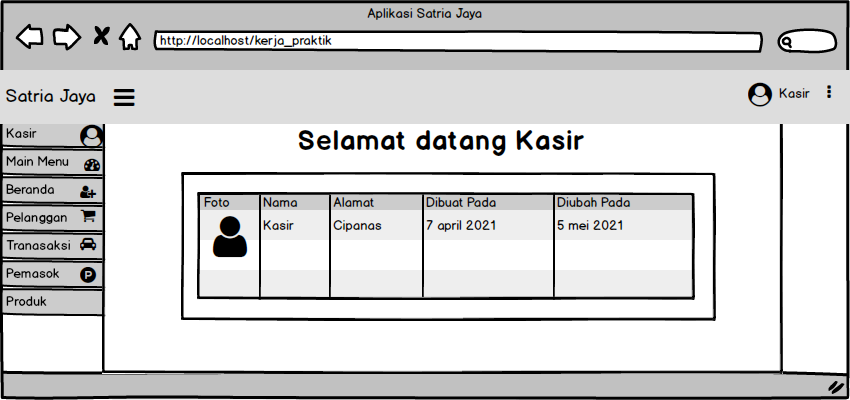 Aplikasi Satria Jaya
http://localhost/kerja_praktik
Satria Jaya
Kasir
Kasir
Main Menu
Beranda
Pelanggan
Tranasaksi
Pemasok
P
Produk
Selamat datang Kasir
Foto Nama Alamat Dibuat Pada Diubah Pada
Kasir Cipanas 7 april 2021 5 mei 2021